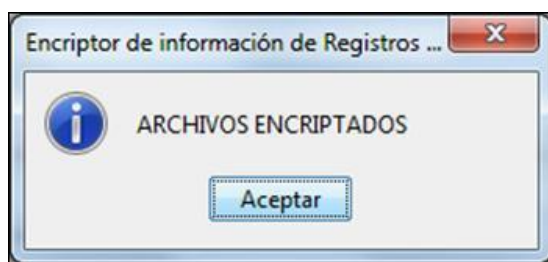 Encriptor de información de Registros ...
ARCHIVOS ENCRIPTADOS
Aceptar